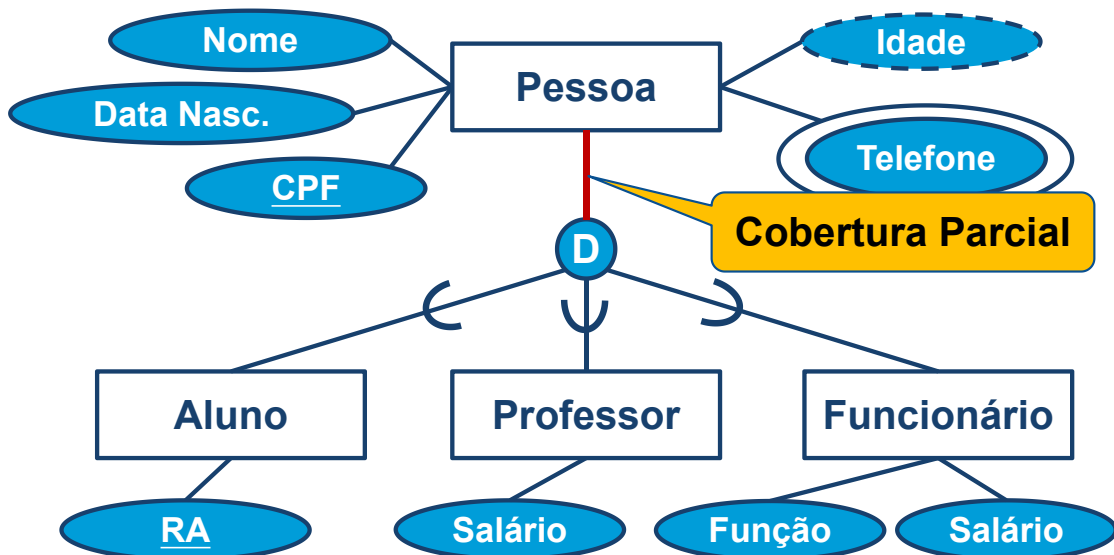 Nome
Idade
Pessoa
Data Nasc.
Telefone
CPF
Cobertura Parcial
D
Aluno
Professor
Funcionário
RA
Salário
Função
Salário